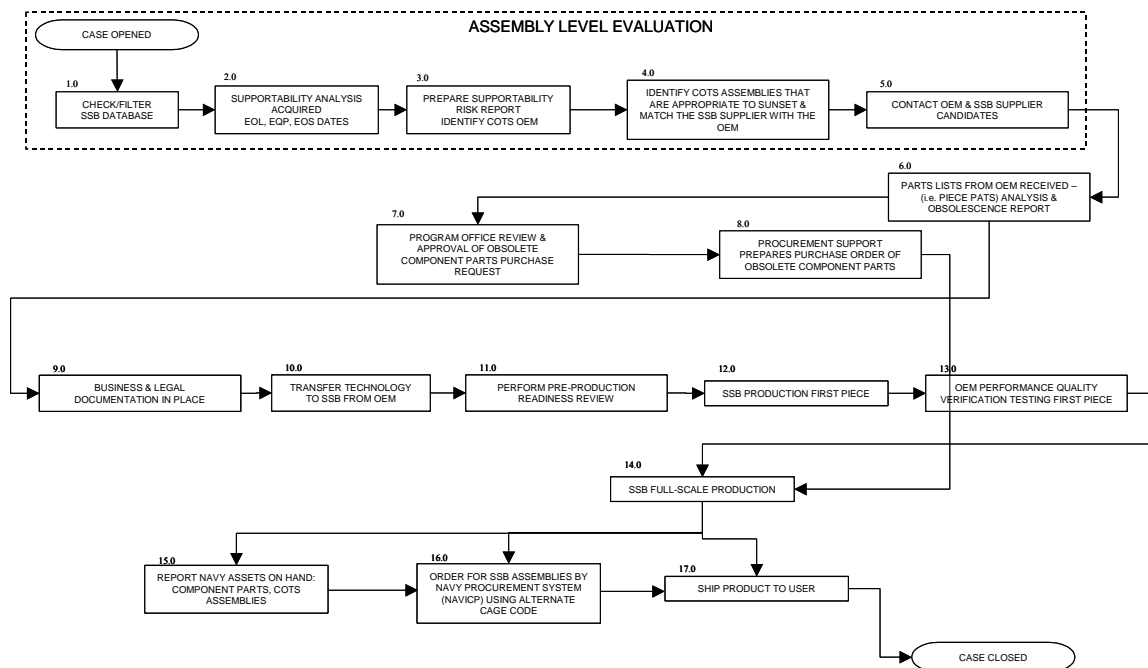 ASSEMBLY LEVEL EVALUATION
CASE OPENED
1.0
CHECK/FILTER
SSB DATABASE
2.0
SUPPORTABILITY ANALYSIS
ACQUIRED
EOL, EQP, EOS DATES
3.0
PREPARE SUPPORTABILITY
RISK REPORT
IDENTIFY COTS OEM
4.0
IDENTIFY COTS ASSEMBLIES THAT
ARE APPROPRIATE TO SUNSET &
MATCH THE SSB SUPPLIER WITH THE
OEM
5.0
CONTACT OEM & SSB SUPPLIER
CANDIDATES
6.0
PARTS LISTS FROM OEM RECEIVED –
(i.e. PIECE PATS) ANALYSIS &
OBSOLESCENCE REPORT
7.0
PROGRAM OFFICE REVIEW &
APPROVAL OF OBSOLETE
COMPONENT PARTS PURCHASE
REQUEST
8.0
PROCUREMENT SUPPORT
PREPARES PURCHASE ORDER OF
OBSOLETE COMPONENT PARTS
9.0
BUSINESS & LEGAL
DOCUMENTATION IN PLACE
10.0
TRANSFER TECHNOLOGY
TO SSB FROM OEM
11.0
PERFORM PRE-PRODUCTION
READINESS REVIEW
12.0
SSB PRODUCTION FIRST PIECE
13.0
OEM PERFORMANCE QUALITY
VERIFICATION TESTING FIRST PIECE
14.0
SSB FULL-SCALE PRODUCTION
15.0
REPORT NAVY ASSETS ON HAND:
COMPONENT PARTS, COTS
ASSEMBLIES
16.0
ORDER FOR SSB ASSEMBLIES BY
NAVY PROCUREMENT SYSTEM
(NAVICP) USING ALTERNATE
CAGE CODE
17.0
SHIP PRODUCT TO USER
CASE CLOSED